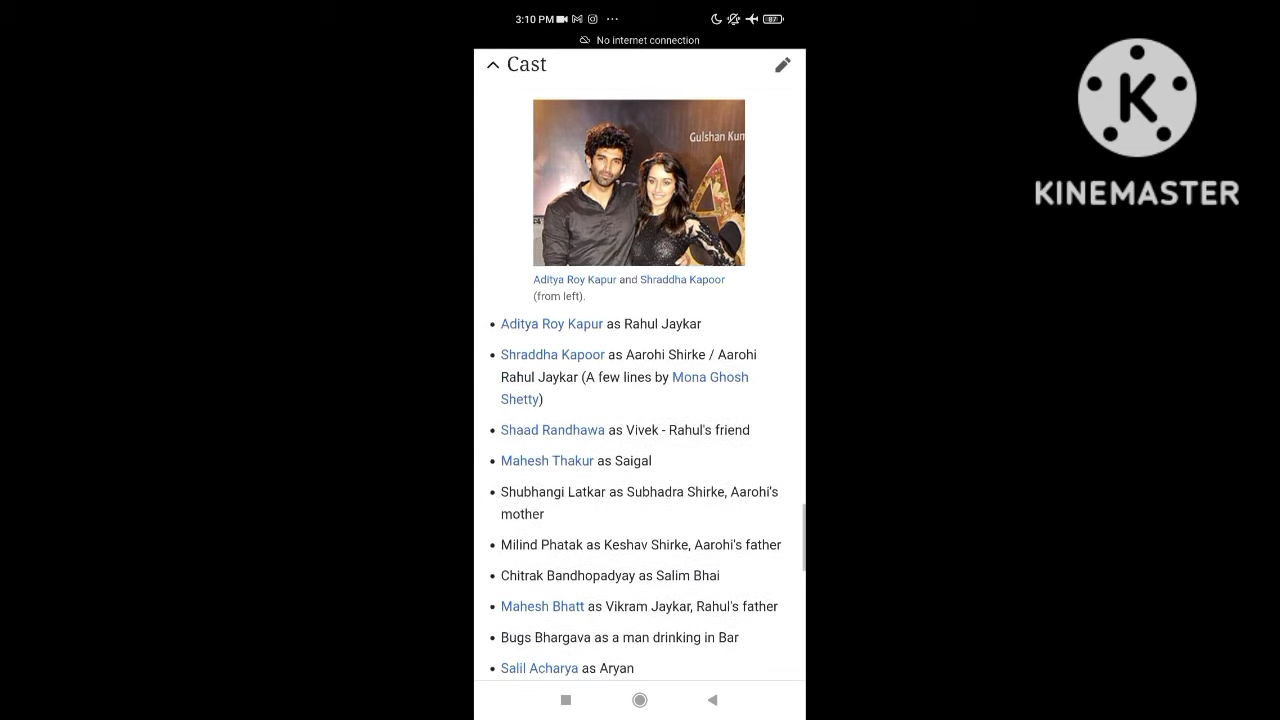 3:10 PM
87
No internet connection
Cast
Gulshan Kum
Aditya Roy Kapur and Shraddha Kapoor
(from left).
• Aditya Roy Kapur as Rahul Jaykar
• Shraddha Kapoor as Aarohi Shirke / Aarohi
Rahul Jaykar (A few lines by Mona Ghosh
Shetty)
• Shaad Randhawa as Vivek - Rahul's friend
• Mahesh Thakur as Saigal
• Shubhangi Latkar as Subhadra Shirke, Aarohi's
mother
• Milind Phatak as Keshav Shirke, Aarohi's father
• Chitrak Bandhopadyay as Salim Bhai
• Mahesh Bhatt as Vikram Jaykar, Rahul's father
• Bugs Bhargava as a man drinking in Bar
• Salil Acharya as Aryan
K
KINEMASTER